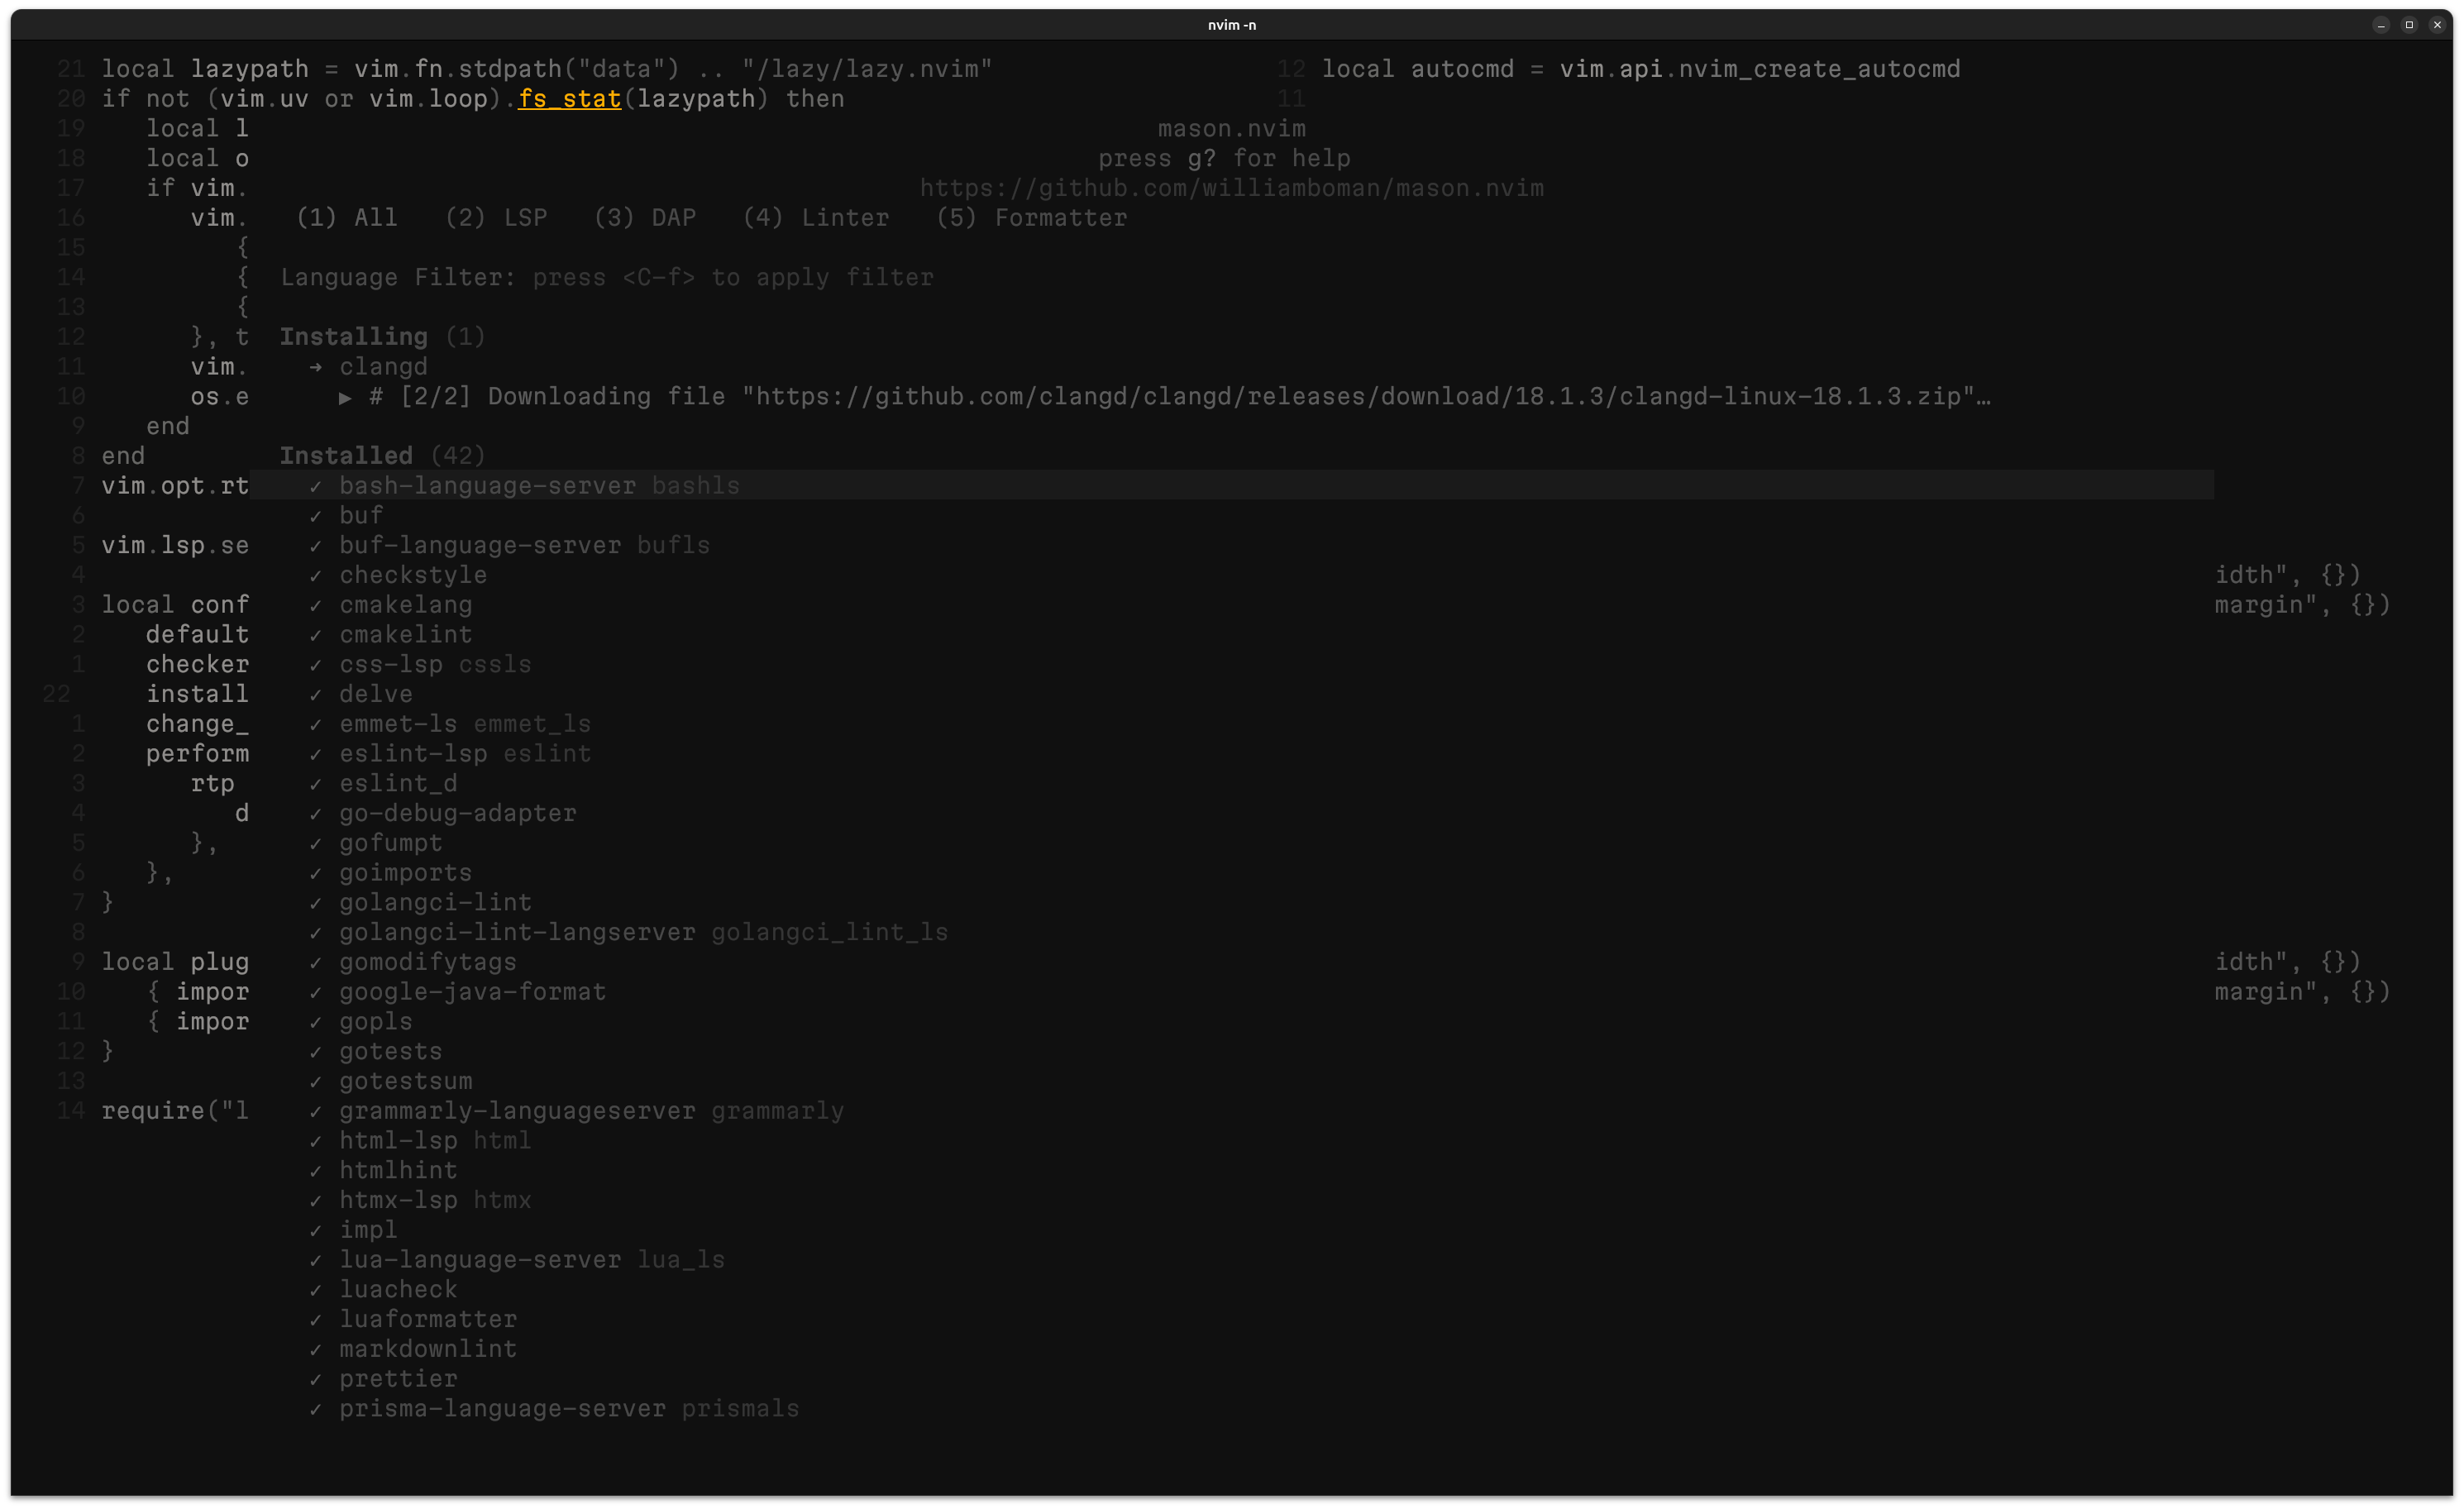 nvim -n
21 local lazypath = vim.fn.stdpath("data") .. "/lazy/lazy.nvim" 12 local autocmd = vim.api.nvim_create_autocmd
20 if not (vim.uv or vim.loop).fs_stat(lazypath) then 11
19 local l mason.nvim
18 local o press g? for help
17 if vim. https://github.com/williamboman/mason.nvim
16 vim. (1) All (2) LSP (3) DAP (4) Linter (5) Formatter
15 {
14 { Language Filter: press <C-f> to apply filter
13 {
12 }, t Installing (1)
11 vim. ➜ clangd
10 os.e ▶ # [2/2] Downloading file "https://github.com/clangd/clangd/releases/download/18.1.3/clangd-linux-18.1.3.zip"…
9 end
8 end Installed (42)
7 vim.opt.rt ✓ bash-language-server bashls
6 ✓ buf
5 vim.lsp.se ✓ buf-language-server bufls
4 ✓ checkstyle idth", {})
3 local conf ✓ cmakelang margin", {})
2 default ✓ cmakelint
1 checker ✓ css-lsp cssls
22 install ✓ delve
1 change_ ✓ emmet-ls emmet_ls
2 perform ✓ eslint-lsp eslint
3 rtp ✓ eslint_d
4 d ✓ go-debug-adapter
5 }, ✓ gofumpt
6 }, ✓ goimports
7 } ✓ golangci-lint
8 ✓ golangci-lint-langserver golangci_lint_ls
9 local plug ✓ gomodifytags idth", {})
10 { impor ✓ google-java-format margin", {})
11 { impor ✓ gopls
12 } ✓ gotests
13 ✓ gotestsum
14 require("l ✓ grammarly-languageserver grammarly
✓ html-lsp html
✓ htmlhint
✓ htmx-lsp htmx
✓ impl
✓ lua-language-server lua_ls
✓ luacheck
✓ luaformatter
✓ markdownlint
✓ prettier
✓ prisma-language-server prismals